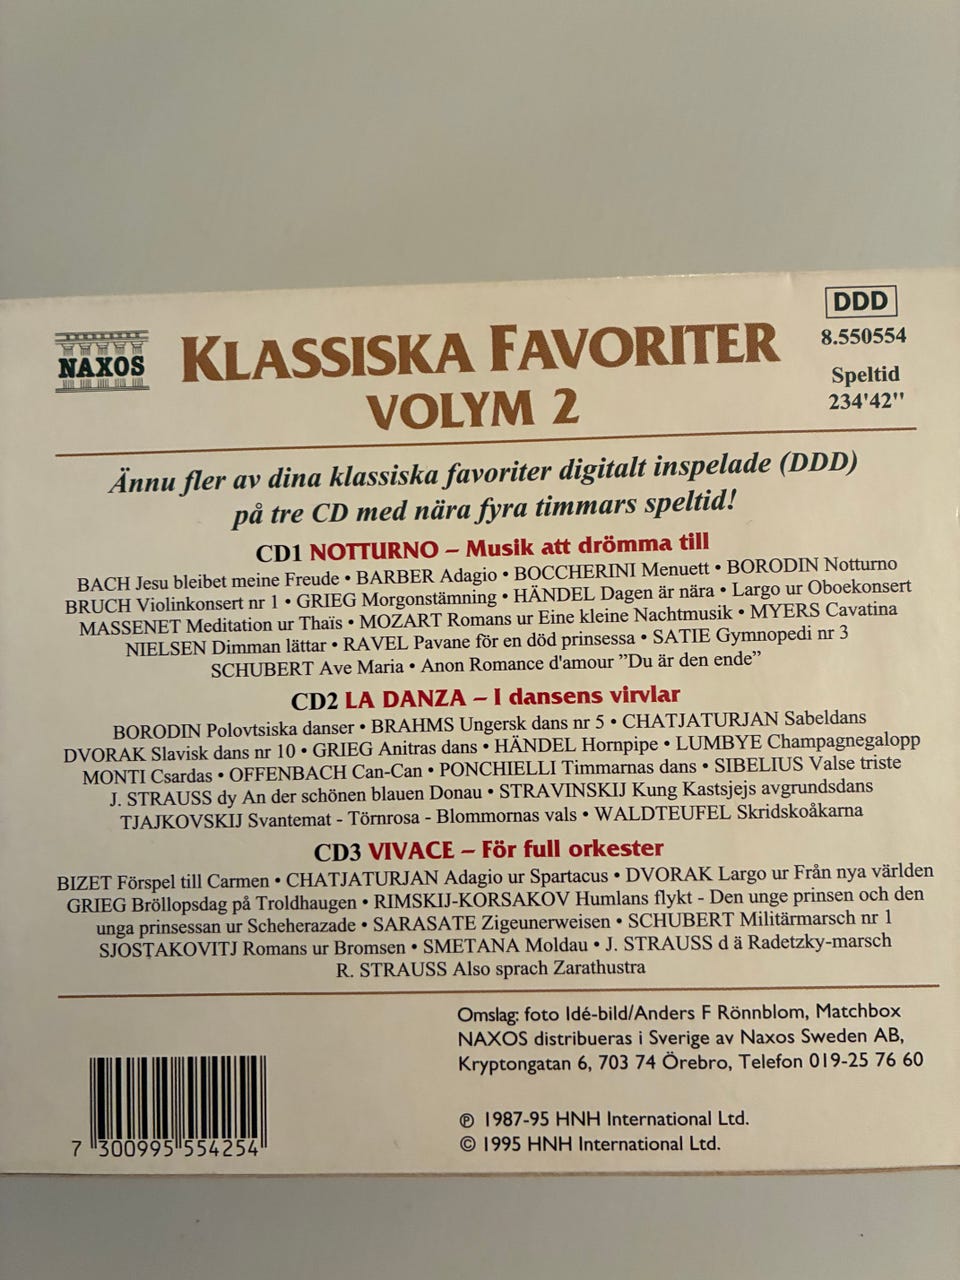 DDD
NAXOS
KLASSISKA FAVORITER
VOLYM 2
8.550554
Speltid
234'42"
Ännu fler av dina klassiska favoriter digitalt inspelade (DDD)
på tre CD med nära fyra timmars speltid!
CD1 NOTTURNO – Musik att drömma till
BACH Jesu bleibet meine Freude • BARBER Adagio • BOCCHERINI Menuett • BORODIN Notturno
BRUCH Violinkonsert nr 1 • GRIEG Morgonstämning • HÄNDEL Dagen är nära • Largo ur Oboekonsert
MASSENET Meditation ur Thaïs • MOZART Romans ur Eine kleine Nachtmusik • MYERS Cavatina
NIELSEN Dimman lättar • RAVEL Pavane för en död prinsessa • SATIE Gymnopedi nr 3
SCHUBERT Ave Maria • Anon Romance d'amour ”Du är den ende”
CD2 LA DANZA – I dansens virvlar
BORODIN Polovtsiska danser • BRAHMS Ungersk dans nr 5 • CHATJATURJAN Sabeldans
DVORAK Slavisk dans nr 10 • GRIEG Anitras dans • HÄNDEL Hornpipe • LUMBYE Champagnegalopp
MONTI Csardas • OFFENBACH Can-Can • PONCHIELLI Timmarnas dans • SIBELIUS Valse triste
J. STRAUSS dy An der schönen blauen Donau • STRAVINSKIJ Kung Kastsjejs avgrundsdans
TJAJKOVSKIJ Svantemat - Törnrosa - Blommornas vals • WALDTEUFEL Skridskoåkarna
CD3 VIVACE – För full orkester
BIZET Förspel till Carmen • CHATJATURJAN Adagio ur Spartacus • DVORAK Largo ur Från nya världen
GRIEG Bröllopsdag på Troldhaugen • RIMSKIJ-KORSAKOV Humlans flykt - Den unge prinsen och den
unga prinsessan ur Scheherazade • SARASATE Zigeunerweisen • SCHUBERT Militärmarsch nr 1
SJOSTAKOVITJ Romans ur Bromsen • SMETANA Moldau • J. STRAUSS d ä Radetzky-marsch
R. STRAUSS Also sprach Zarathustra
Omslag: foto Idé-bild/Anders F Rönnblom, Matchbox
NAXOS distribueras i Sverige av Naxos Sweden AB,
Kryptongatan 6, 703 74 Örebro, Telefon 019-25 76 60
℗ 1987-95 HNH International Ltd.
© 1995 HNH International Ltd.
7 300995 554254